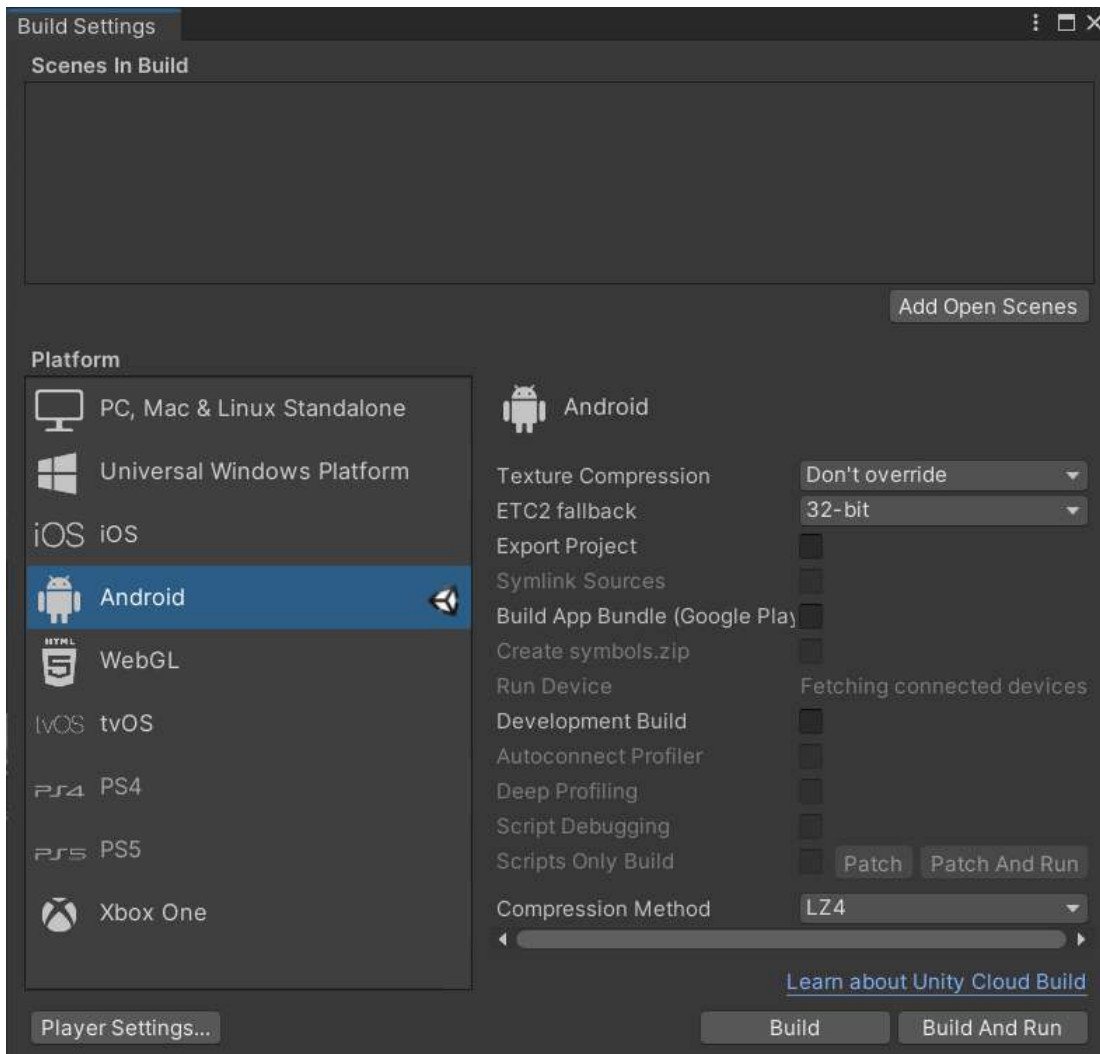 Build Settings
Scenes In Build
Add Open Scenes
Platform
PC, Mac & Linux Standalone
Universal Windows Platform
iOS iOS
Android
HTML 5 WebGL
tvOS tvOS
PS4 PS4
PS5 PS5
Xbox One
Android
Texture Compression Don't override
ETC2 fallback 32-bit
Export Project
Symlink Sources
Build App Bundle (Google Play
Create symbols.zip
Run Device Fetching connected devices
Development Build
Autoconnect Profiler
Deep Profiling
Script Debugging
Scripts Only Build Patch Patch And Run
Compression Method LZ4
Learn about Unity Cloud Build
Player Settings... Build Build And Run